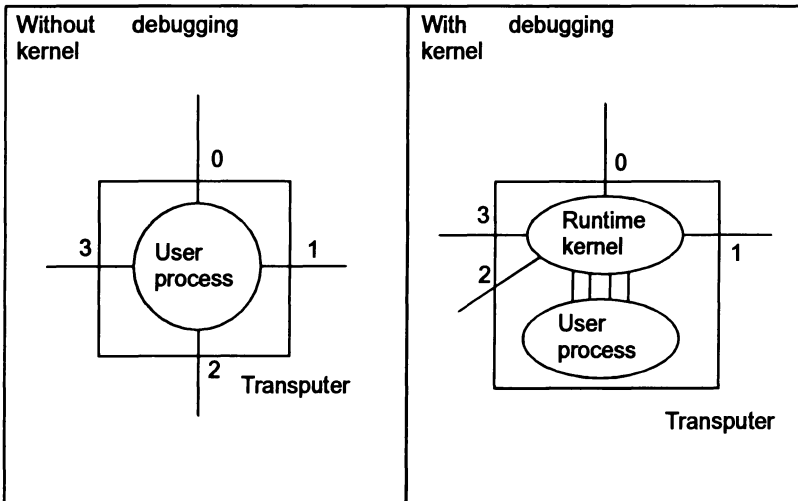 Without debugging
kernel
0
3
User
process
1
2
Transputer
With debugging
kernel
0
3
Runtime
kernel
1
2
User
process
Transputer